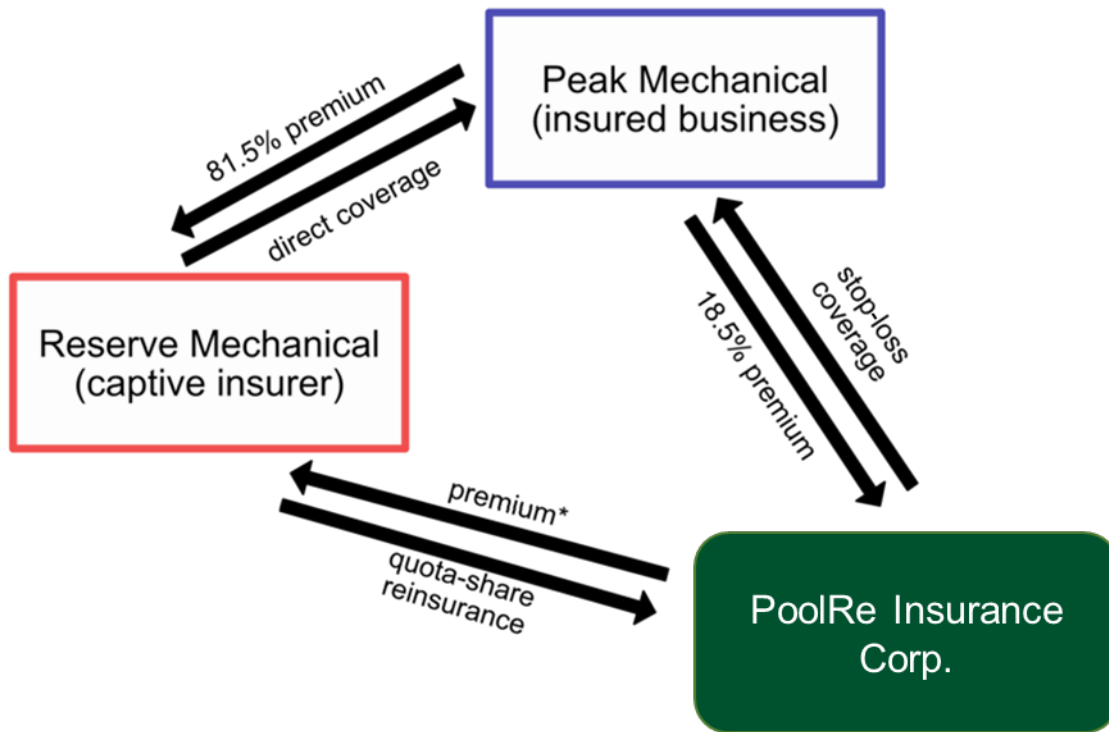 Peak Mechanical
(insured business)
81.5% premium
direct coverage
Reserve Mechanical
(captive insurer)
18.5% premium
stop-loss
coverage
premium*
quota-share
reinsurance
PoolRe Insurance
Corp.